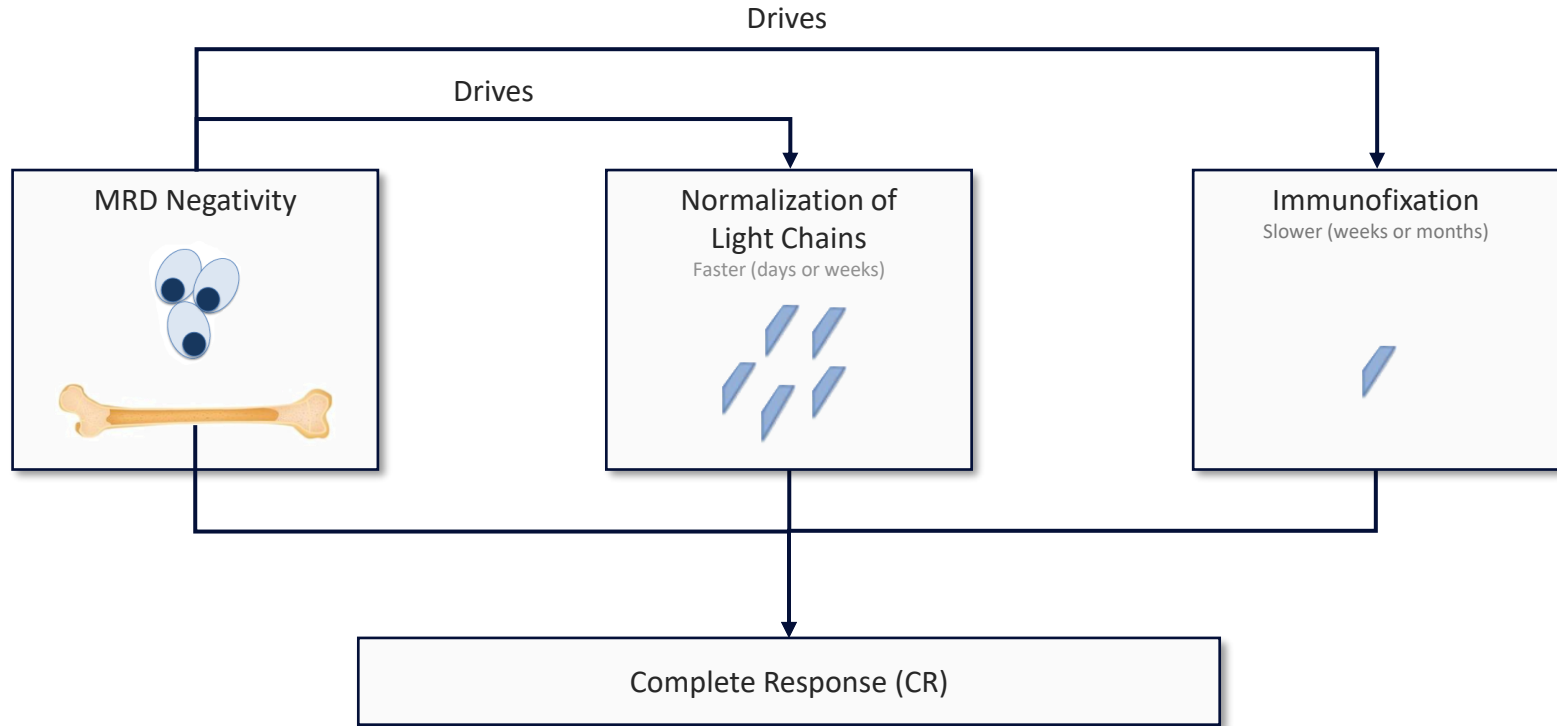 Drives
Drives
MRD Negativity
Normalization of
Light Chains
Faster (days or weeks)
Immunofixation
Slower (weeks or months)
Complete Response (CR)